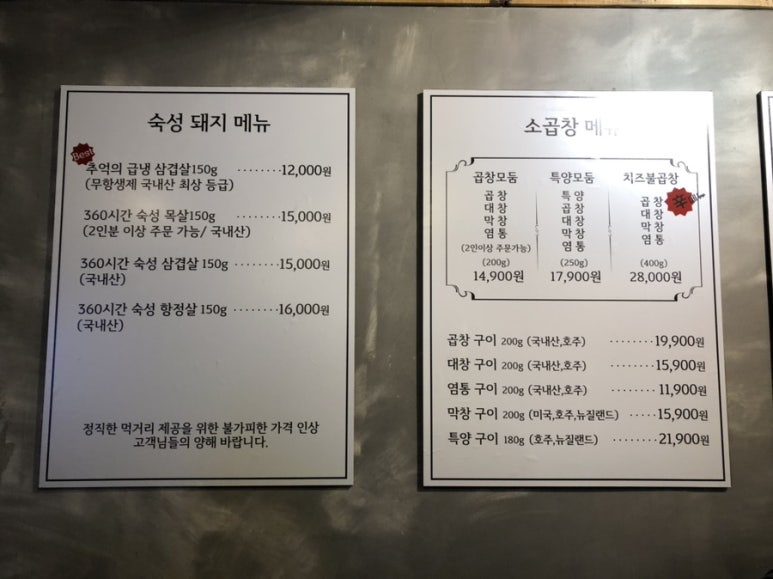 숙성 돼지 메뉴
Best
추억의 급냉 삼겹살 150g ········ 12,000원
(무항생제 국내산 최상 등급)
360시간 숙성 목살 150g ········ 15,000원
(2인분 이상 주문 가능/ 국내산)
360시간 숙성 삼겹살 150g ······· 15,000원
(국내산)
360시간 숙성 항정살 150g ······· 16,000원
(국내산)
정직한 먹거리 제공을 위한 불가피한 가격 인상
고객님들의 양해 바랍니다.
소곱창 메뉴
곱창모둠
곱창
대창
막창
염통
(2인이상 주문가능)
(200g)
14,900원
특양모둠
특양
곱창
대창
막창
염통
(250g)
17,900원
치즈불곱창
곱창
대창
막창
염통
(400g)
28,000원
곱창 구이 200g (국내산,호주) ········ 19,900원
대창 구이 200g (국내산,호주) ········ 15,900원
염통 구이 200g (국내산,호주) ········ 11,900원
막창 구이 200g (미국,호주,뉴질랜드) ····· 15,900원
특양 구이 180g (호주,뉴질랜드) ······· 21,900원